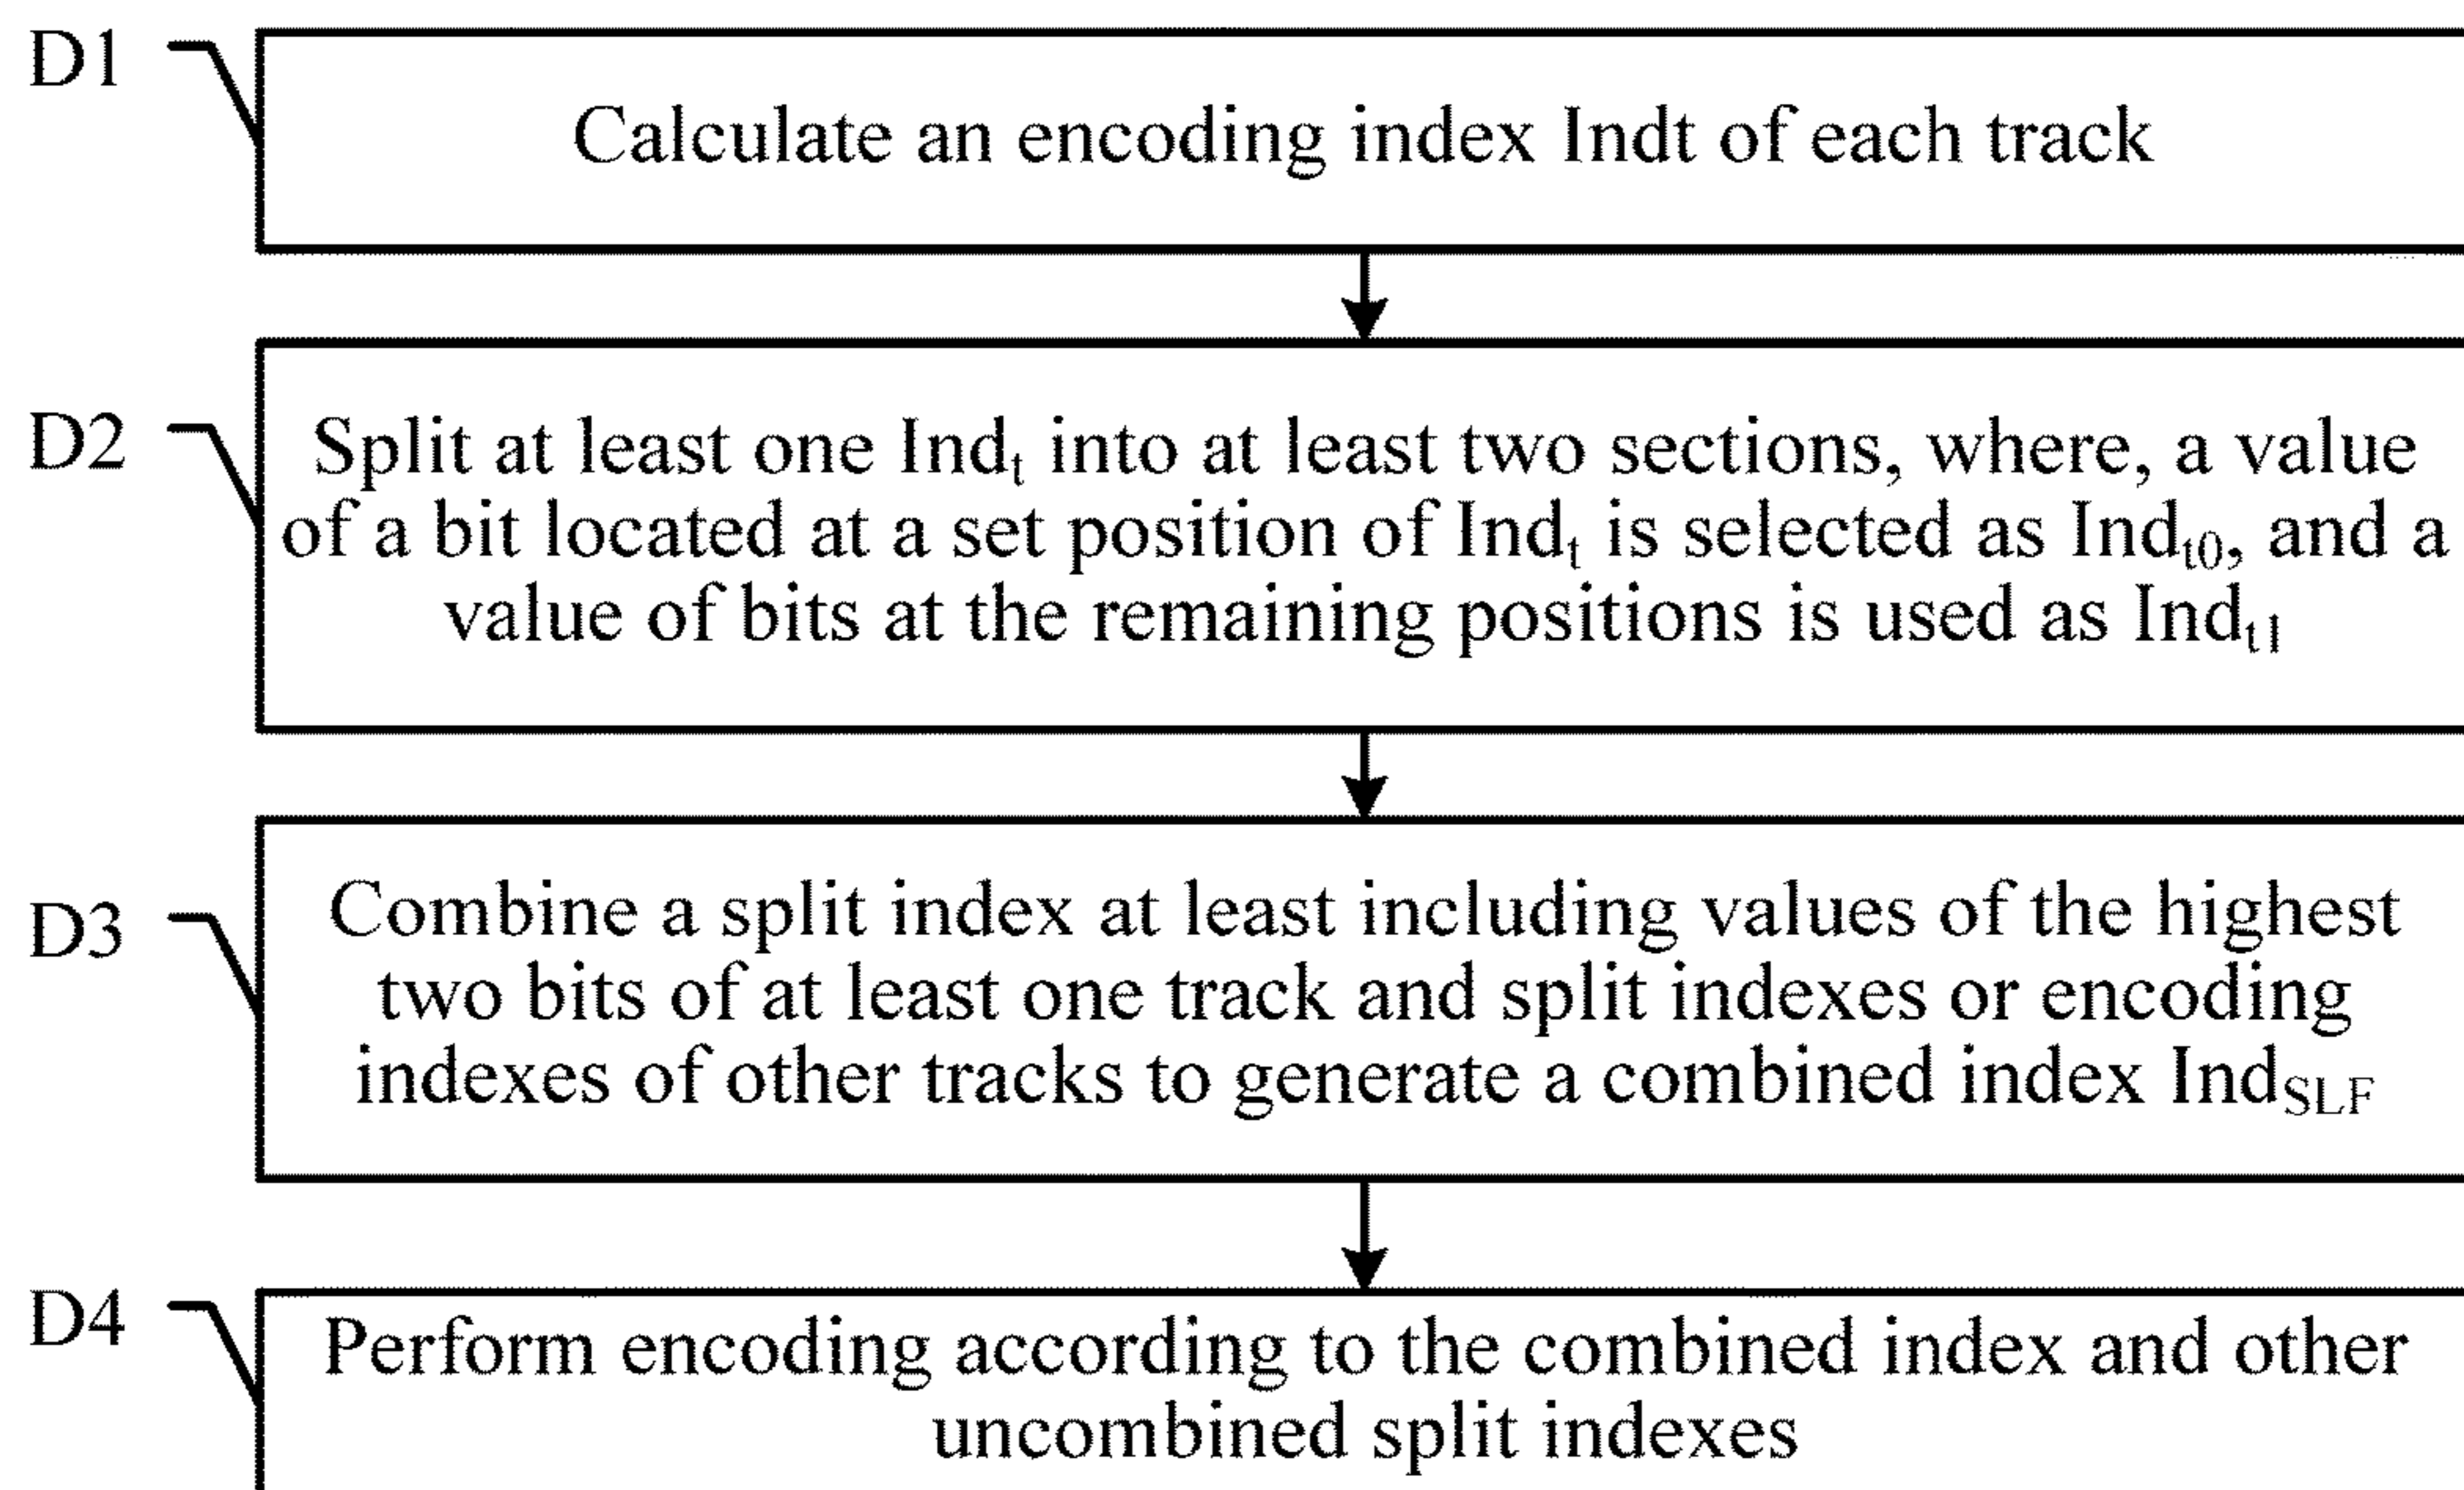 D1
Calculate an encoding index Indt of each track
D2
Split at least one Indt into at least two sections, where, a value
of a bit located at a set position of Indt is selected as Indt0, and a
value of bits at the remaining positions is used as Indt1
D3
Combine a split index at least including values of the highest
two bits of at least one track and split indexes or encoding
indexes of other tracks to generate a combined index IndSLF
D4
Perform encoding according to the combined index and other
uncombined split indexes